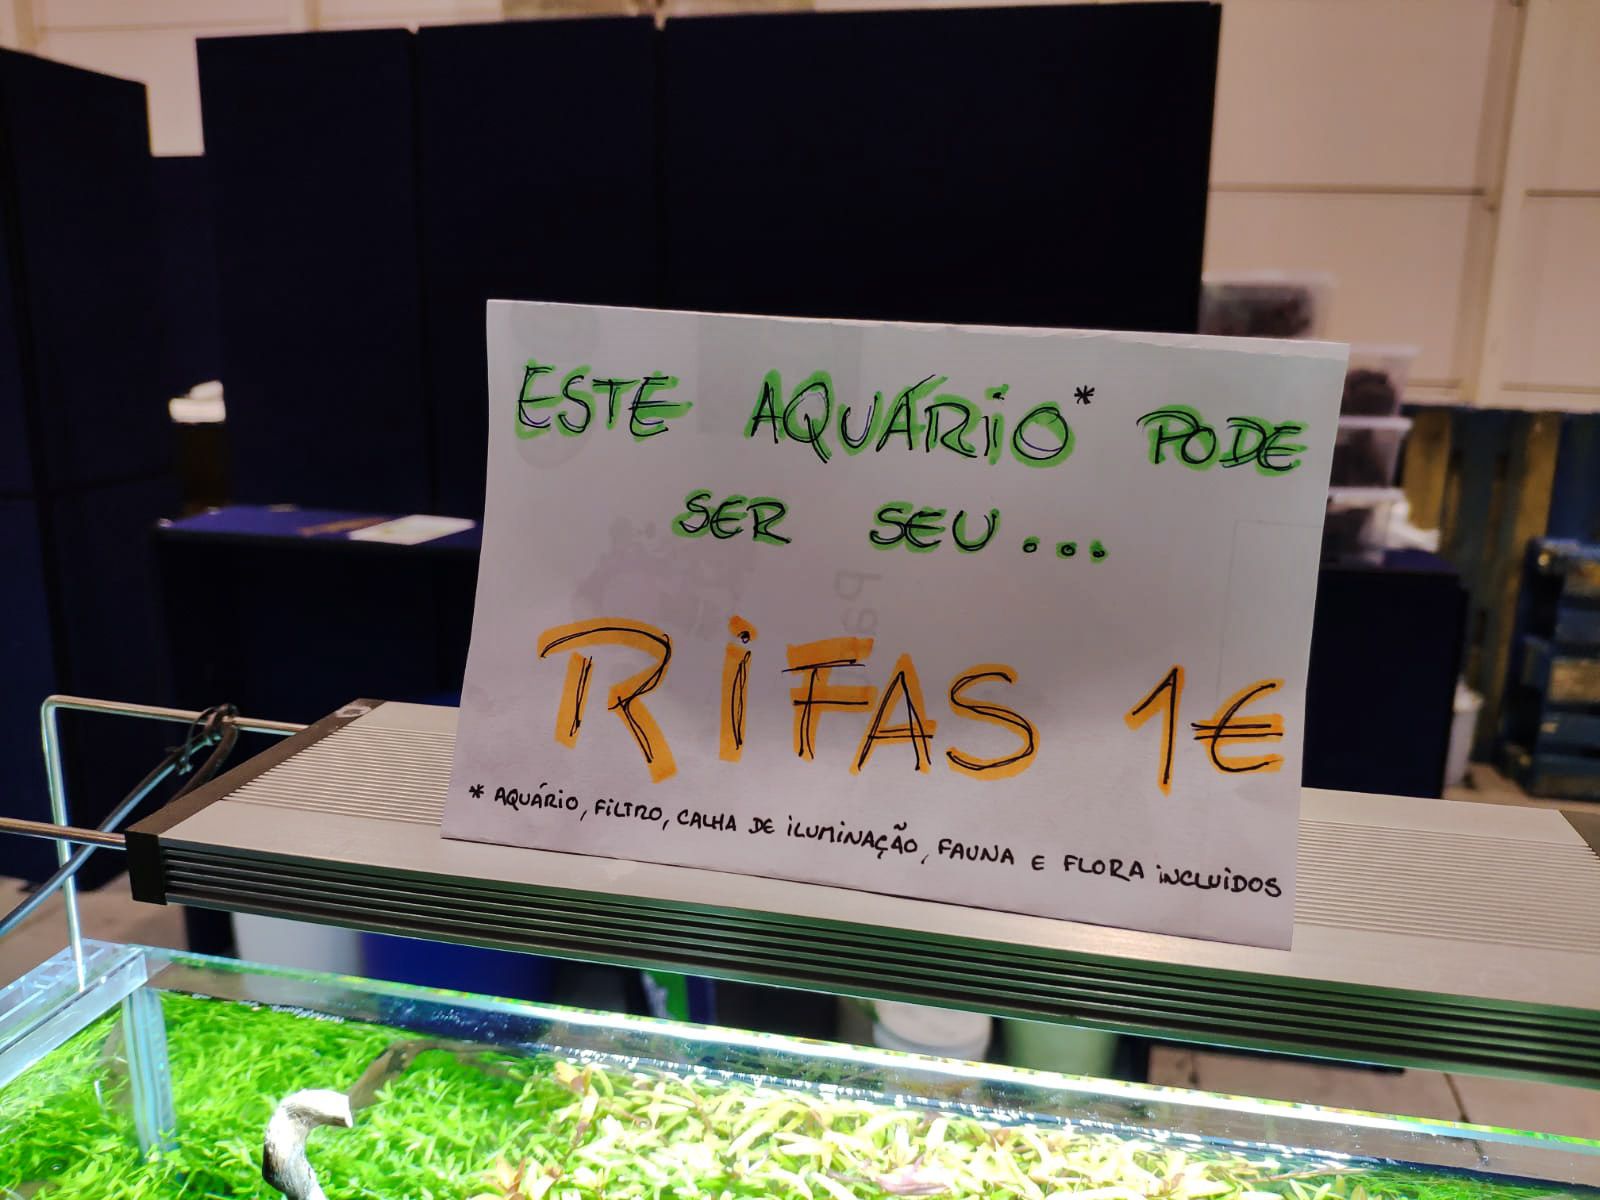 ESTE AQUÁRIO* PODE
SER SEU...
RIFAS 1€
* AQUÁRIO, FILTRO, CALHA DE ILUMINAÇÃO, FAUNA E FLORA INCLUIDOS